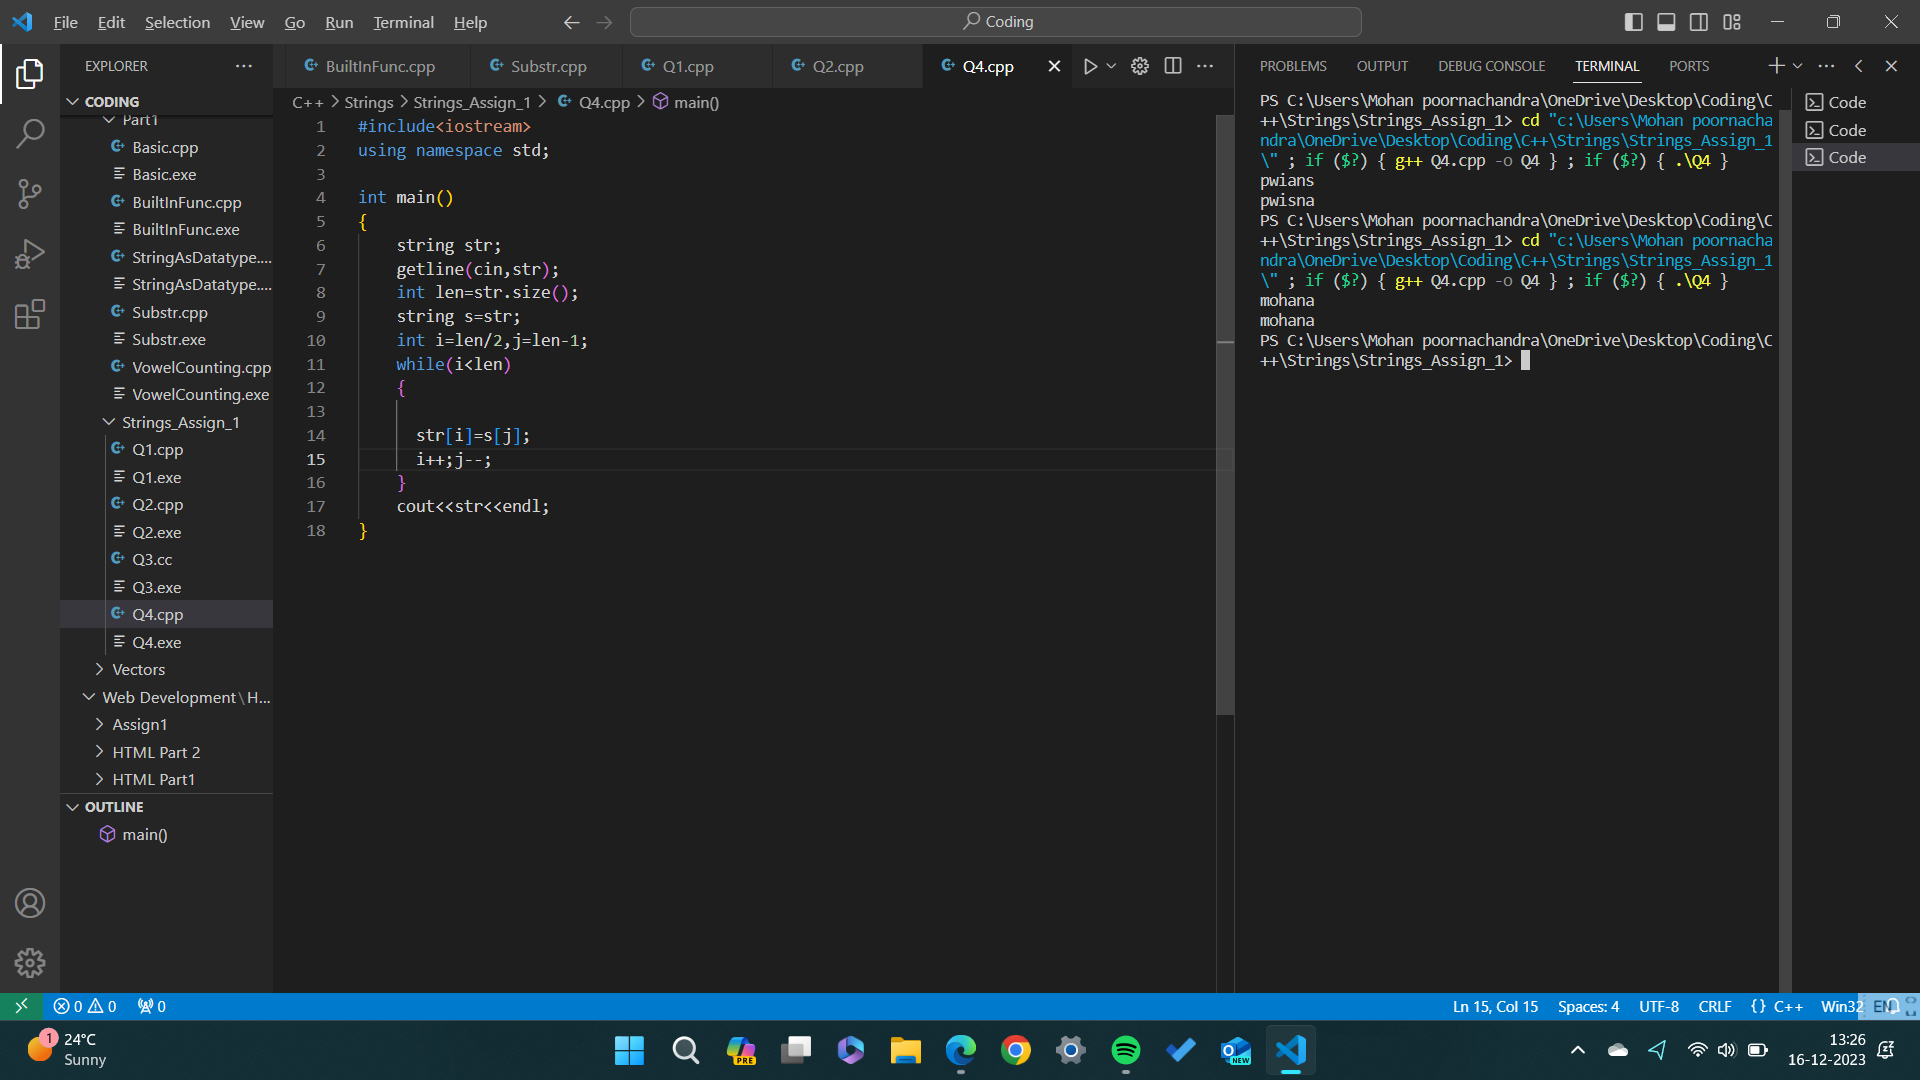 File Edit Selection View Go Run Terminal Help
Coding
EXPLORER
CODING
Part1
Basic.cpp
Basic.exe
BuiltInFunc.cpp
BuiltInFunc.exe
StringAsDatatype....
StringAsDatatype....
Substr.cpp
Substr.exe
VowelCounting.cpp
VowelCounting.exe
Strings_Assign_1
Q1.cpp
Q1.exe
Q2.cpp
Q2.exe
Q3.cc
Q3.exe
Q4.cpp
Q4.exe
Vectors
Web Development\H...
Assign1
HTML Part 2
HTML Part1
OUTLINE
main()
BuiltInFunc.cpp Substr.cpp Q1.cpp Q2.cpp Q4.cpp
C++ > Strings > Strings_Assign_1 > Q4.cpp > main()
1 #include<iostream>
2 using namespace std;
3
4 int main()
5 {
6 string str;
7 getline(cin,str);
8 int len=str.size();
9 string s=str;
10 int i=len/2,j=len-1;
11 while(i<len)
12 {
13
14 str[i]=s[j];
15 i++;j--;
16 }
17 cout<<str<<endl;
18 }
PROBLEMS OUTPUT DEBUG CONSOLE TERMINAL PORTS
PS C:\Users\Mohan poornachandra\OneDrive\Desktop\Coding\C
++\Strings\Strings_Assign_1> cd "c:\Users\Mohan poornacha
ndra\OneDrive\Desktop\Coding\C++\Strings\Strings_Assign_1
\" ; if ($?) { g++ Q4.cpp -o Q4 } ; if ($?) { .\Q4 }
pwians
pwisna
PS C:\Users\Mohan poornachandra\OneDrive\Desktop\Coding\C
++\Strings\Strings_Assign_1> cd "c:\Users\Mohan poornacha
ndra\OneDrive\Desktop\Coding\C++\Strings\Strings_Assign_1
\" ; if ($?) { g++ Q4.cpp -o Q4 } ; if ($?) { .\Q4 }
mohana
mohana
PS C:\Users\Mohan poornachandra\OneDrive\Desktop\Coding\C
++\Strings\Strings_Assign_1>
Code
Code
Code
0 0 0
Ln 15, Col 15 Spaces: 4 UTF-8 CRLF {} C++ Win32 EN
1
24°C
Sunny
PRE
NEW
13:26
16-12-2023